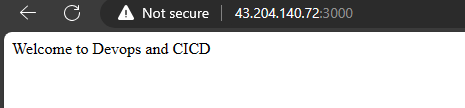 Not secure 43.204.140.72:3000
Welcome to Devops and CICD